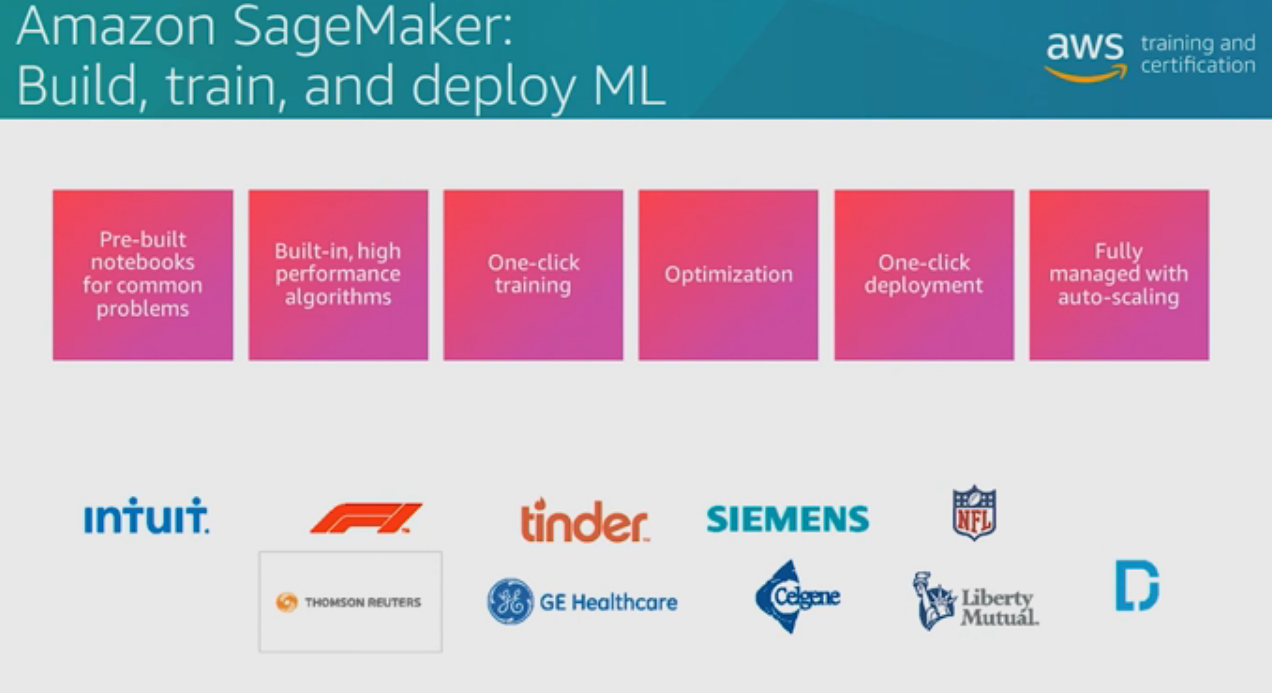 Amazon SageMaker:
Build, train, and deploy ML
aws training and
certification
Pre-built
notebooks
for common
problems
Built-in, high
performance
algorithms
One-click
training
Optimization
One-click
deployment
Fully
managed with
auto-scaling
intuit.
F1
tinder
SIEMENS
NFL
THOMSON REUTERS
GE Healthcare
Celgene
Liberty
Mutual.
D